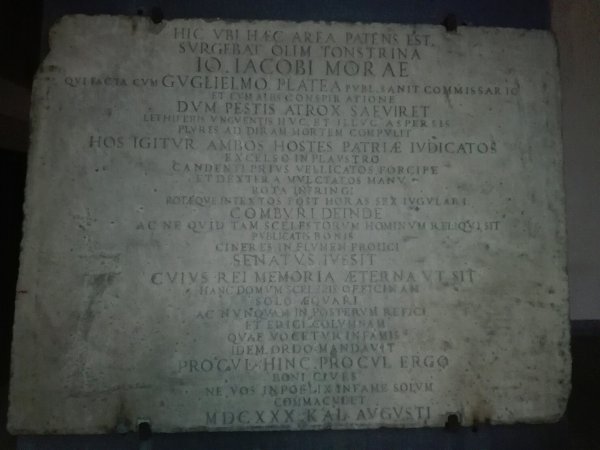 HIC VBI HÆC AREA PATENS EST
SVRGEBAT OLIM TONSTRINA
IO. IACOBI MORAE
QVI FACTA CVM GVGLIELMO PLATEA PVBL. SANIT. COMMISSARIO
ET CVM ALIIS CONSPIRATIONE
DVM PESTIS ATROX SAEVIRET
LETHIFERIS VNGVENTIS HVC ET ILLVC ASPERSIS
PLVRES AD DIRAM MORTEM COMPVLIT
HOS IGITVR AMBOS HOSTES PATRIÆ IVDICATOS
EXCELSO IN PLAVSTRO
CANDENTI PRIVS VELLICATOS FORCIPE
ET DEXTERA MVLCTATOS MANV
ROTA INFRINGI
ROTÆQVE INTEXTOS POST HORAS SEX IVGVLARI
COMBVRI DEINDE
AC NE QVID TAM SCELESTORVM HOMINVM RELIQVI SIT
PVBLICATIS BONIS
CINERES IN FLVMEN PROIICI
SENATVS IVSSIT
CVIVS REI MEMORIA ÆTERNA VT SIT
HANC DOMVM SCELERIS OFFICINAM
SOLO ÆQVARI
AC NVNQVAM IN POSTERVM REFICI
ET ERIGI COLVMNAM
QVAE VOCETVR INFAMIS
IDEM ORDO MANDAVIT
PROCVL HINC PROCVL ERGO
BONI CIVES
NE VOS INFOELIX INFAME SOLVM
COMMACVLET
MDCXXX KAL AVGVSTI